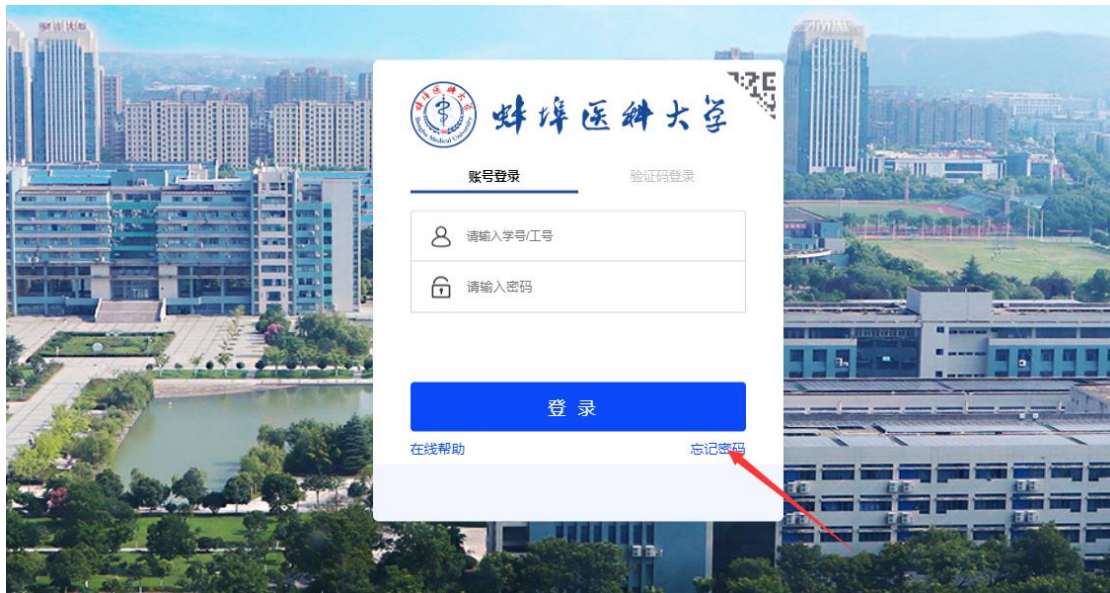 蚌埠医科大学
账号登录 验证码登录
请输入学号/工号
请输入密码
登 录
在线帮助 忘记密码